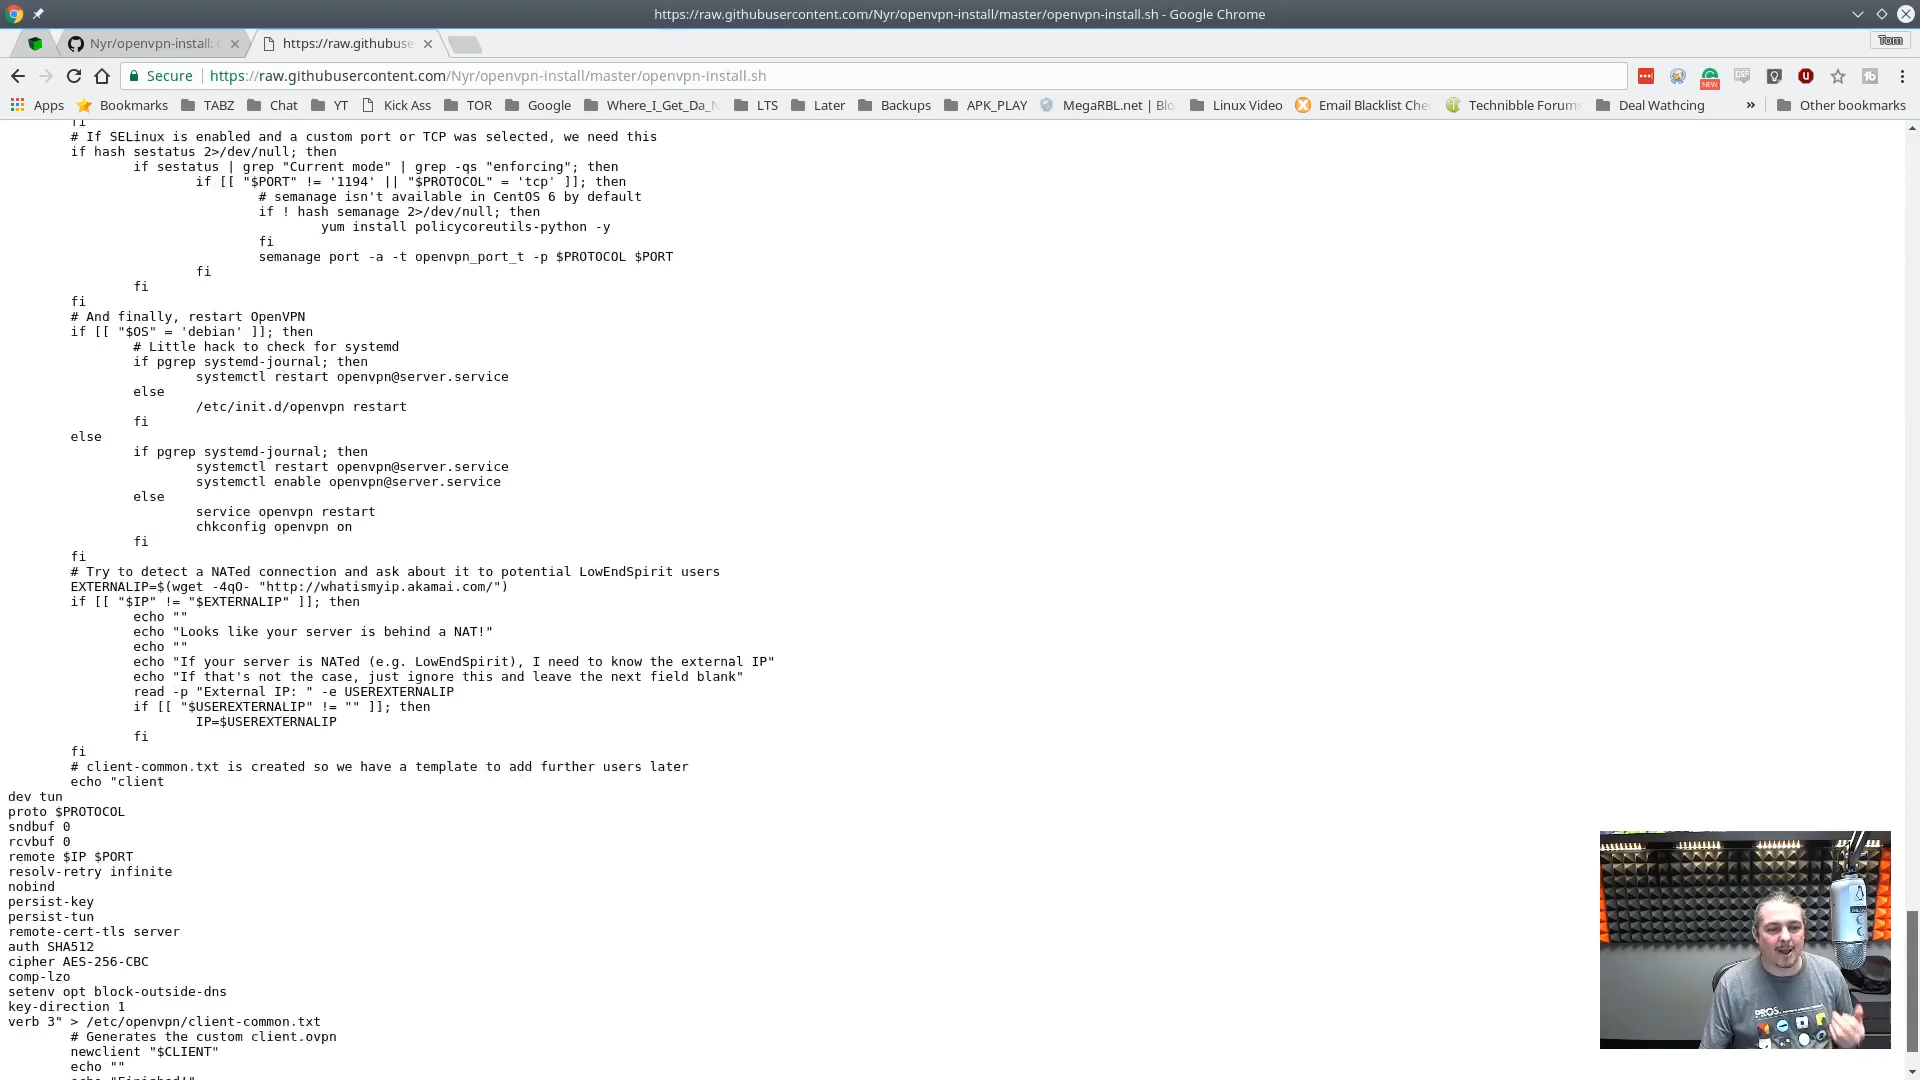 https://raw.githubusercontent.com/Nyr/openvpn-install/master/openvpn-install.sh - Google Chrome
Nyr/openvpn-install:
https://raw.githubuse
Tom
Secure
https://raw.githubusercontent.com/Nyr/openvpn-install/master/openvpn-install.sh
NEW
Apps
Bookmarks
TABZ
Chat
YT
Kick Ass
TOR
Google
Where_I_Get_Da_
LTS
Later
Backups
APK_PLAY
MegaRBL.net | Blo
Linux Video
Email Blacklist Che
Technibble Forum
Deal Wathcing
»
Other bookmarks
fi
# If SELinux is enabled and a custom port or TCP was selected, we need this
if hash sestatus 2>/dev/null; then
if sestatus | grep "Current mode" | grep -qs "enforcing"; then
if [[ "$PORT" != '1194' || "$PROTOCOL" = 'tcp' ]]; then
# semanage isn't available in CentOS 6 by default
if ! hash semanage 2>/dev/null; then
yum install policycoreutils-python -y
fi
semanage port -a -t openvpn_port_t -p $PROTOCOL $PORT
fi
fi
fi
# And finally, restart OpenVPN
if [[ "$OS" = 'debian' ]]; then
# Little hack to check for systemd
if pgrep systemd-journal; then
systemctl restart openvpn@server.service
else
/etc/init.d/openvpn restart
fi
else
if pgrep systemd-journal; then
systemctl restart openvpn@server.service
systemctl enable openvpn@server.service
else
service openvpn restart
chkconfig openvpn on
fi
fi
# Try to detect a NATed connection and ask about it to potential LowEndSpirit users
EXTERNALIP=$(wget -4qO- "http://whatismyip.akamai.com/")
if [[ "$IP" != "$EXTERNALIP" ]]; then
echo ""
echo "Looks like your server is behind a NAT!"
echo ""
echo "If your server is NATed (e.g. LowEndSpirit), I need to know the external IP"
echo "If that's not the case, just ignore this and leave the next field blank"
read -p "External IP: " -e USEREXTERNALIP
if [[ "$USEREXTERNALIP" != "" ]]; then
IP=$USEREXTERNALIP
fi
fi
# client-common.txt is created so we have a template to add further users later
echo "client
dev tun
proto $PROTOCOL
sndbuf 0
rcvbuf 0
remote $IP $PORT
resolv-retry infinite
nobind
persist-key
persist-tun
remote-cert-tls server
auth SHA512
cipher AES-256-CBC
comp-lzo
setenv opt block-outside-dns
key-direction 1
verb 3" > /etc/openvpn/client-common.txt
# Generates the custom client.ovpn
newclient "$CLIENT"
echo ""
echo "Finished!"
PROS.